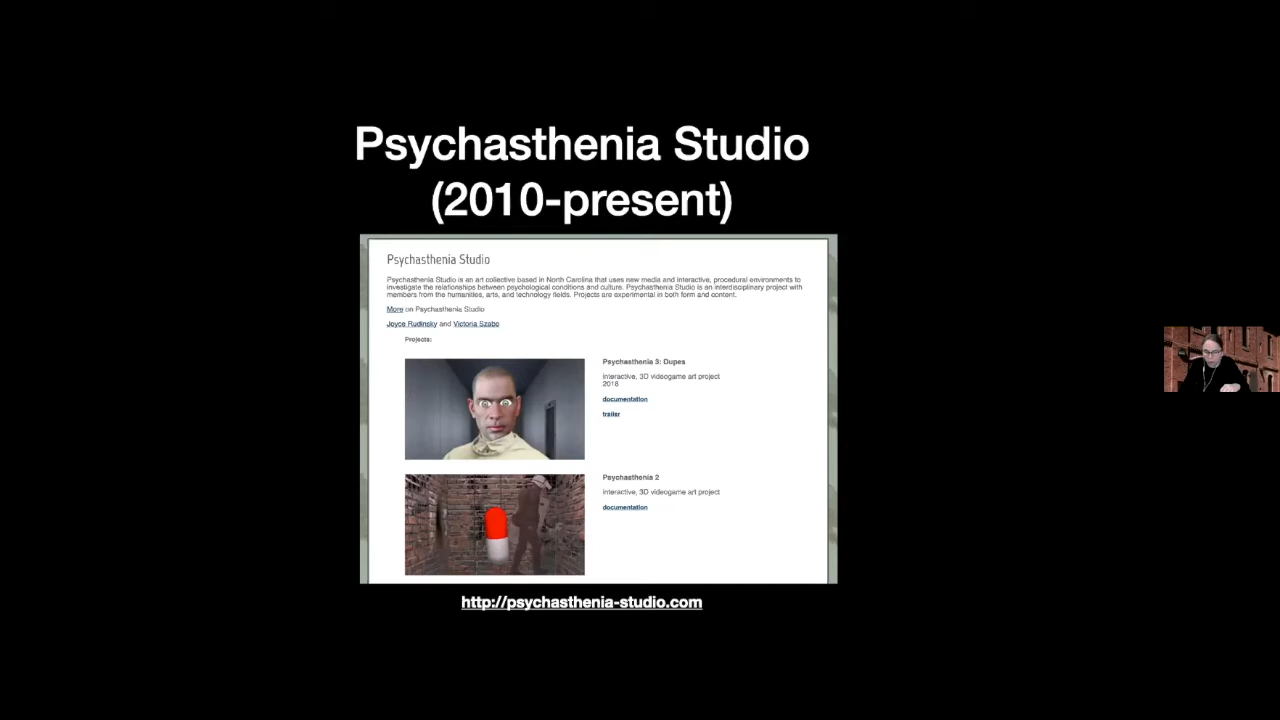 Psychasthenia Studio
(2010-present)
Psychasthenia Studio
Psychasthenia Studio is an art collective based in North Carolina that uses new media and interactive, procedural environments to
investigate the relationships between psychological conditions and culture. Psychasthenia Studio is an interdisciplinary project with
members from the humanities, arts, and technology fields. Projects are experimental in both form and content.
More on Psychasthenia Studio
Joyce Rudinsky and Victoria Szabo
Projects:
Psychasthenia 3: Dupes
interactive, 3D videogame art project
2018
documentation
trailer
Psychasthenia 2
interactive, 3D videogame art project
documentation
http://psychasthenia-studio.com